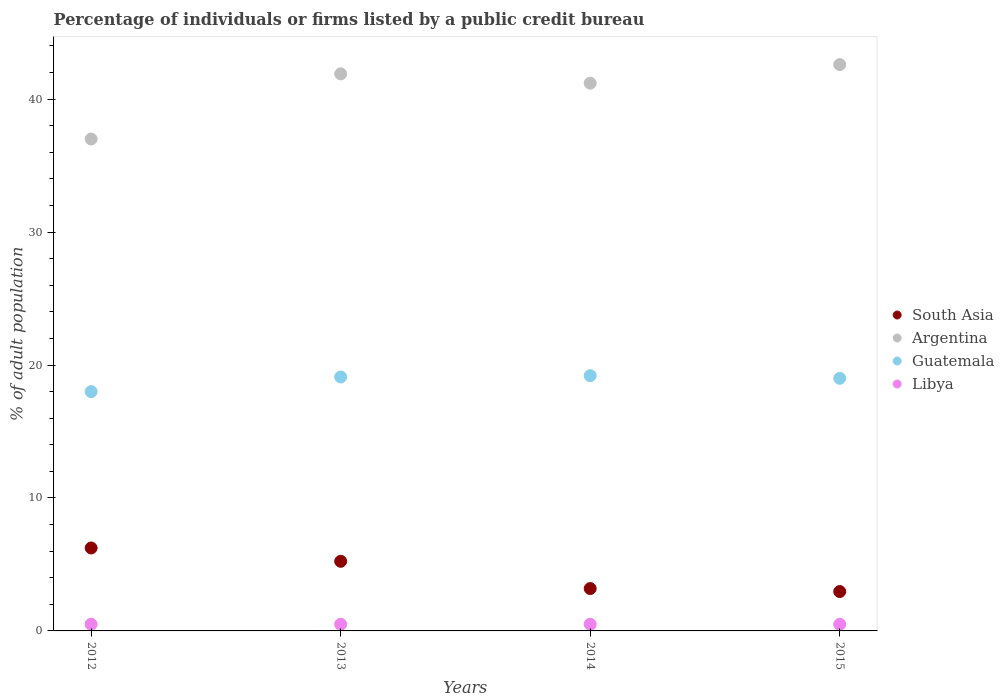 Percentage of individuals or firms listed by a public credit bureau
% of adult population
40
30
20
10
0
2012
2013
2014
2015
Years
South Asia
Argentina
Guatemala
Libya